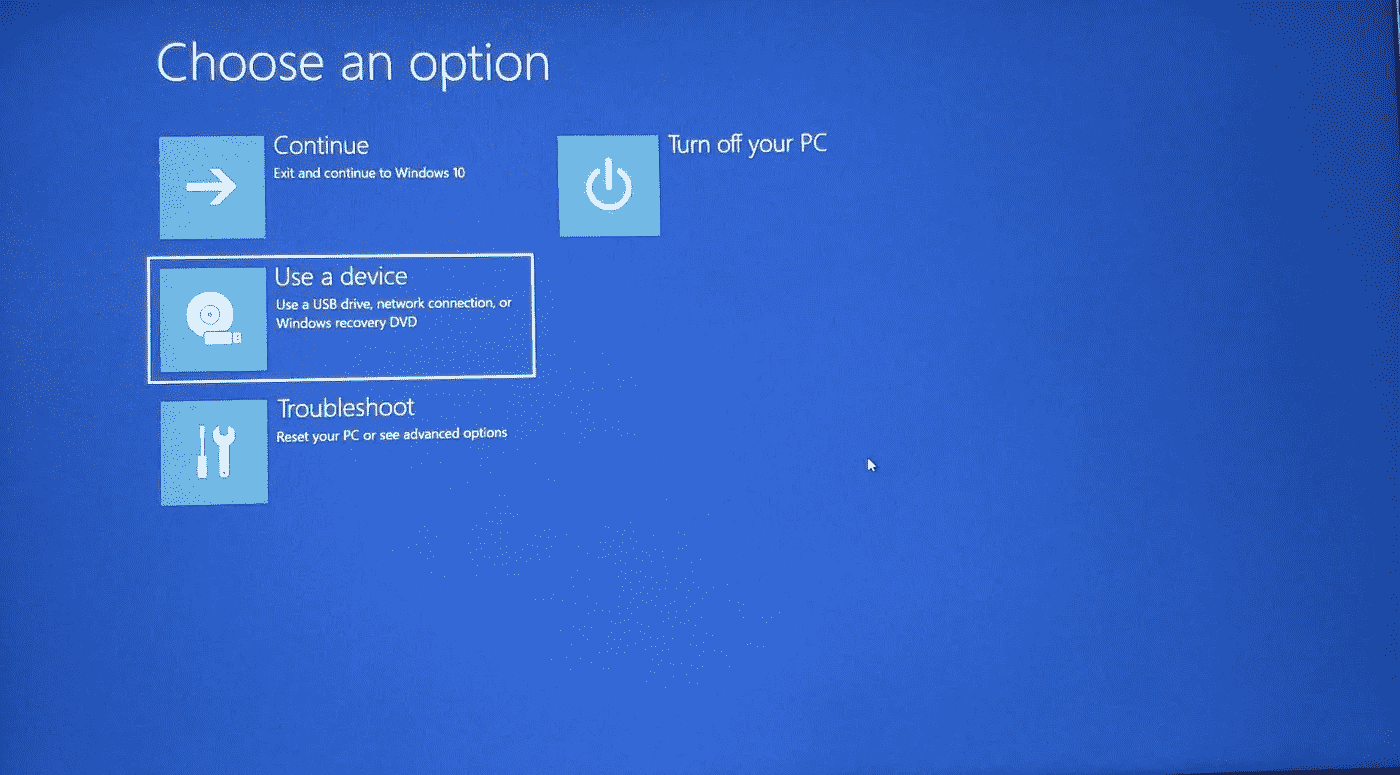 Choose an option
Continue
Exit and continue to Windows 10
Turn off your PC
Use a device
Use a USB drive, network connection, or
Windows recovery DVD
Troubleshoot
Reset your PC or see advanced options